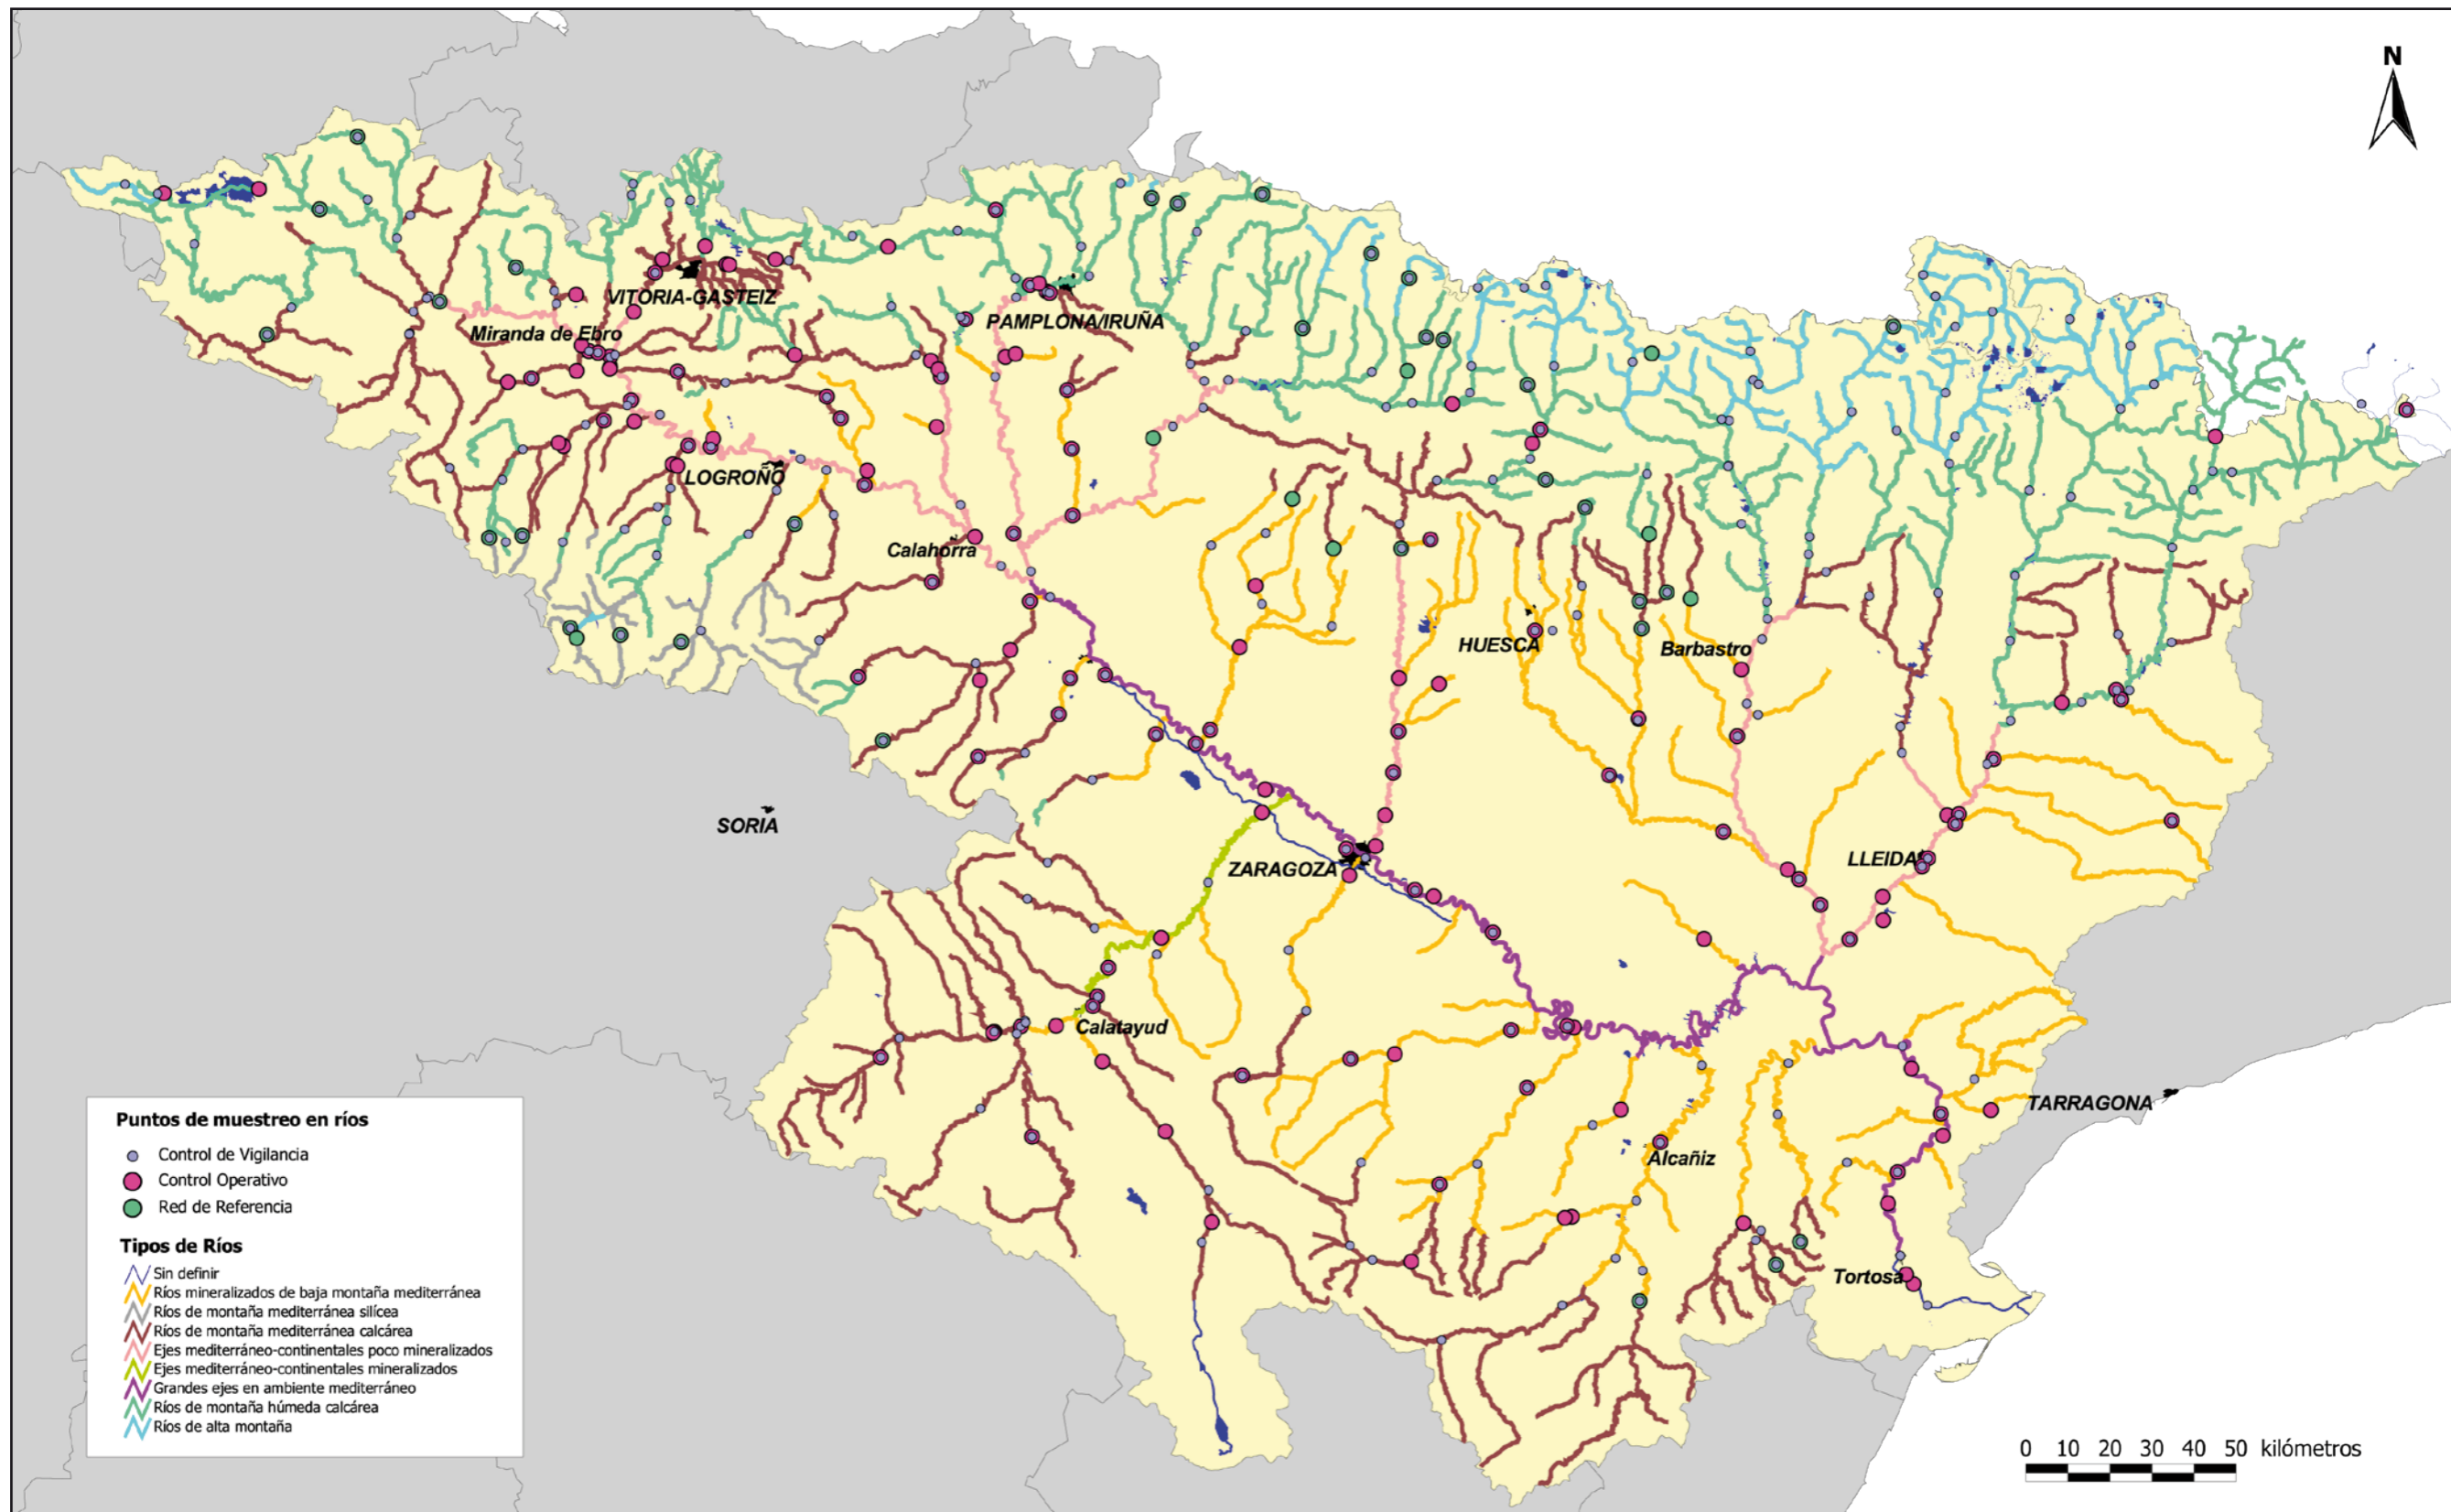 N
VITORIA-GASTEIZ
PAMPLONA/IRUÑA
Miranda de Ebro
LOGROÑO
Calahorra
HUESCA
Barbastro
SORIA
LLEIDA
ZARAGOZA
Calatayud
TARRAGONA
Alcañiz
Tortosa
Puntos de muestreo en ríos
Control de Vigilancia
Control Operativo
Red de Referencia
Tipos de Ríos
Sin definir
Ríos mineralizados de baja montaña mediterránea
Ríos de montaña mediterránea silícea
Ríos de montaña mediterránea calcárea
Ejes mediterráneo-continentales poco mineralizados
Ejes mediterráneo-continentales mineralizados
Grandes ejes en ambiente mediterráneo
Ríos de montaña húmeda calcárea
Ríos de alta montaña
0 10 20 30 40 50 kilómetros